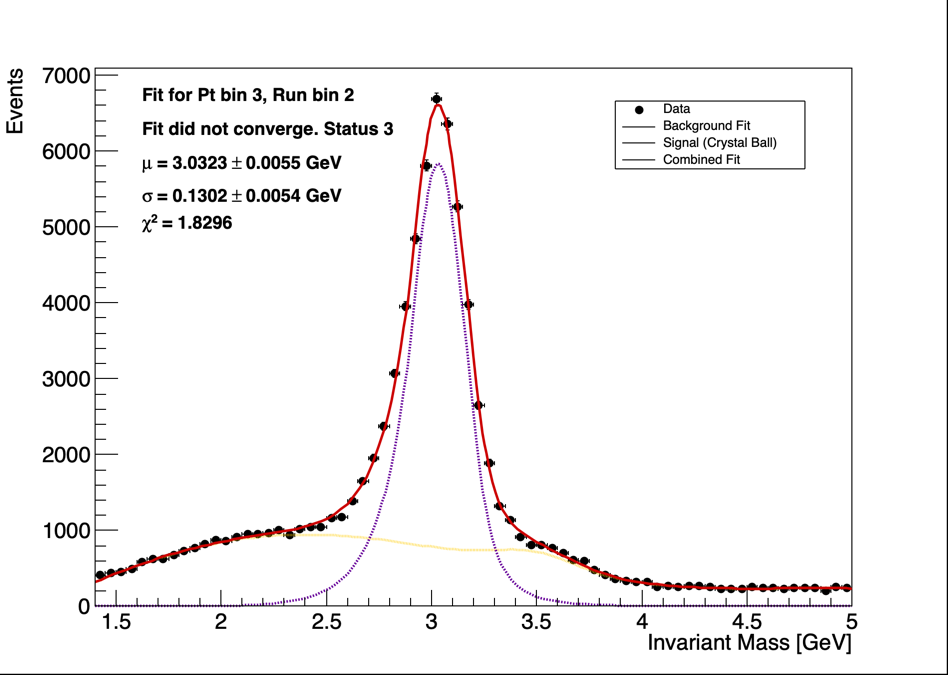 Events
7000
6000
5000
4000
3000
2000
1000
0
Fit for Pt bin 3, Run bin 2
Fit did not converge. Status 3
μ = 3.0323 ± 0.0055 GeV
σ = 0.1302 ± 0.0054 GeV
χ² = 1.8296
Data
Background Fit
Signal (Crystal Ball)
Combined Fit
1.5 2 2.5 3 3.5 4 4.5 5
Invariant Mass [GeV]